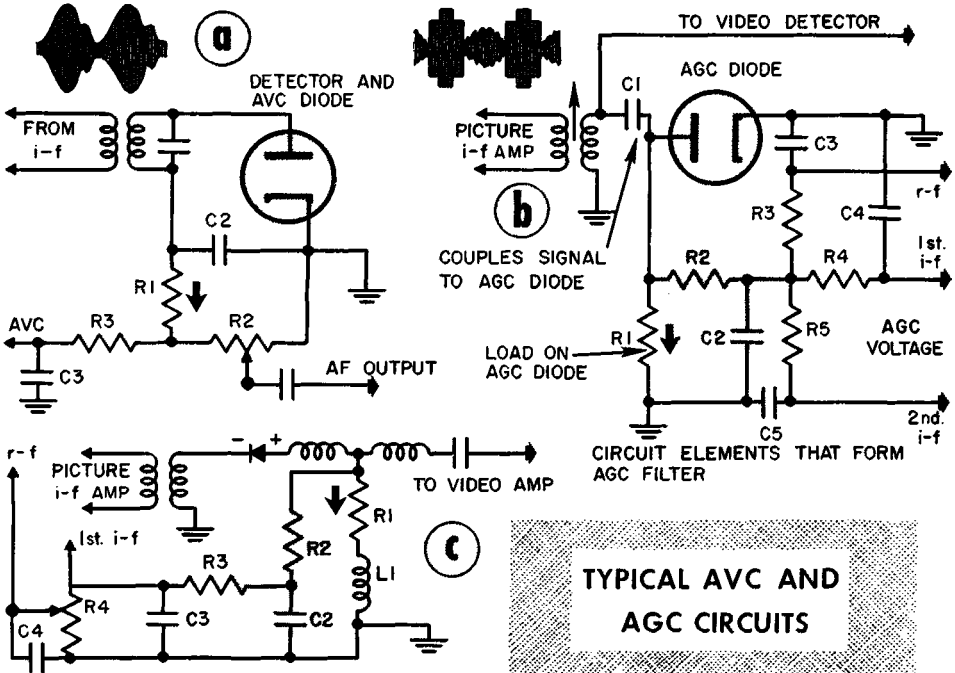 a
DETECTOR AND
AVC DIODE
FROM
i-f
C2
R1
AVC
R3
R2
C3
AF OUTPUT
TO VIDEO DETECTOR
C1
AGC DIODE
PICTURE
i-f AMP
C3
r-f
b
R3
C4
COUPLES SIGNAL
TO AGC DIODE
R2
R4
1st.
i-f
R1
LOAD ON
AGC DIODE
C2
R5
AGC
VOLTAGE
C5
2nd.
i-f
CIRCUIT ELEMENTS THAT FORM
AGC FILTER
r-f
- +
PICTURE
i-f AMP
TO VIDEO AMP
R1
1st. i-f
R2
c
R3
L1
R4
C3
C2
C4
TYPICAL AVC AND
AGC CIRCUITS